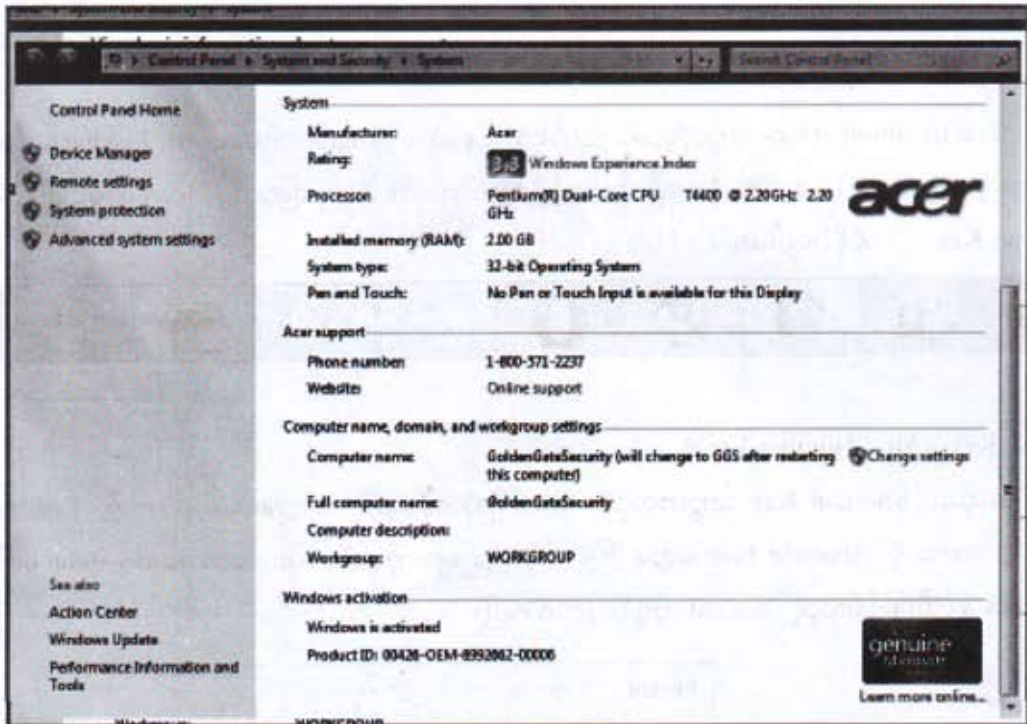 Control Panel ▸ System and Security ▸ System
Search Control Panel
Control Panel Home
Device Manager
Remote settings
System protection
Advanced system settings
See also
Action Center
Windows Update
Performance Information and
Tools
System
Manufacturer: Acer
Rating: 3.3 Windows Experience Index
Processor: Pentium(R) Dual-Core CPU T4400 @ 2.20GHz 2.20
GHz
Installed memory (RAM): 2.00 GB
System type: 32-bit Operating System
Pen and Touch: No Pen or Touch Input is available for this Display
acer
Acer support
Phone number: 1-800-571-2237
Website: Online support
Computer name, domain, and workgroup settings
Computer name: GoldenGateSecurity (will change to GGS after restarting
this computer)
Change settings
Full computer name: GoldenGateSecurity
Computer description:
Workgroup: WORKGROUP
Windows activation
Windows is activated
Product ID: 00426-OEM-8992662-00006
genuine
Microsoft
Learn more online...
Workgroup: WORKGROUP